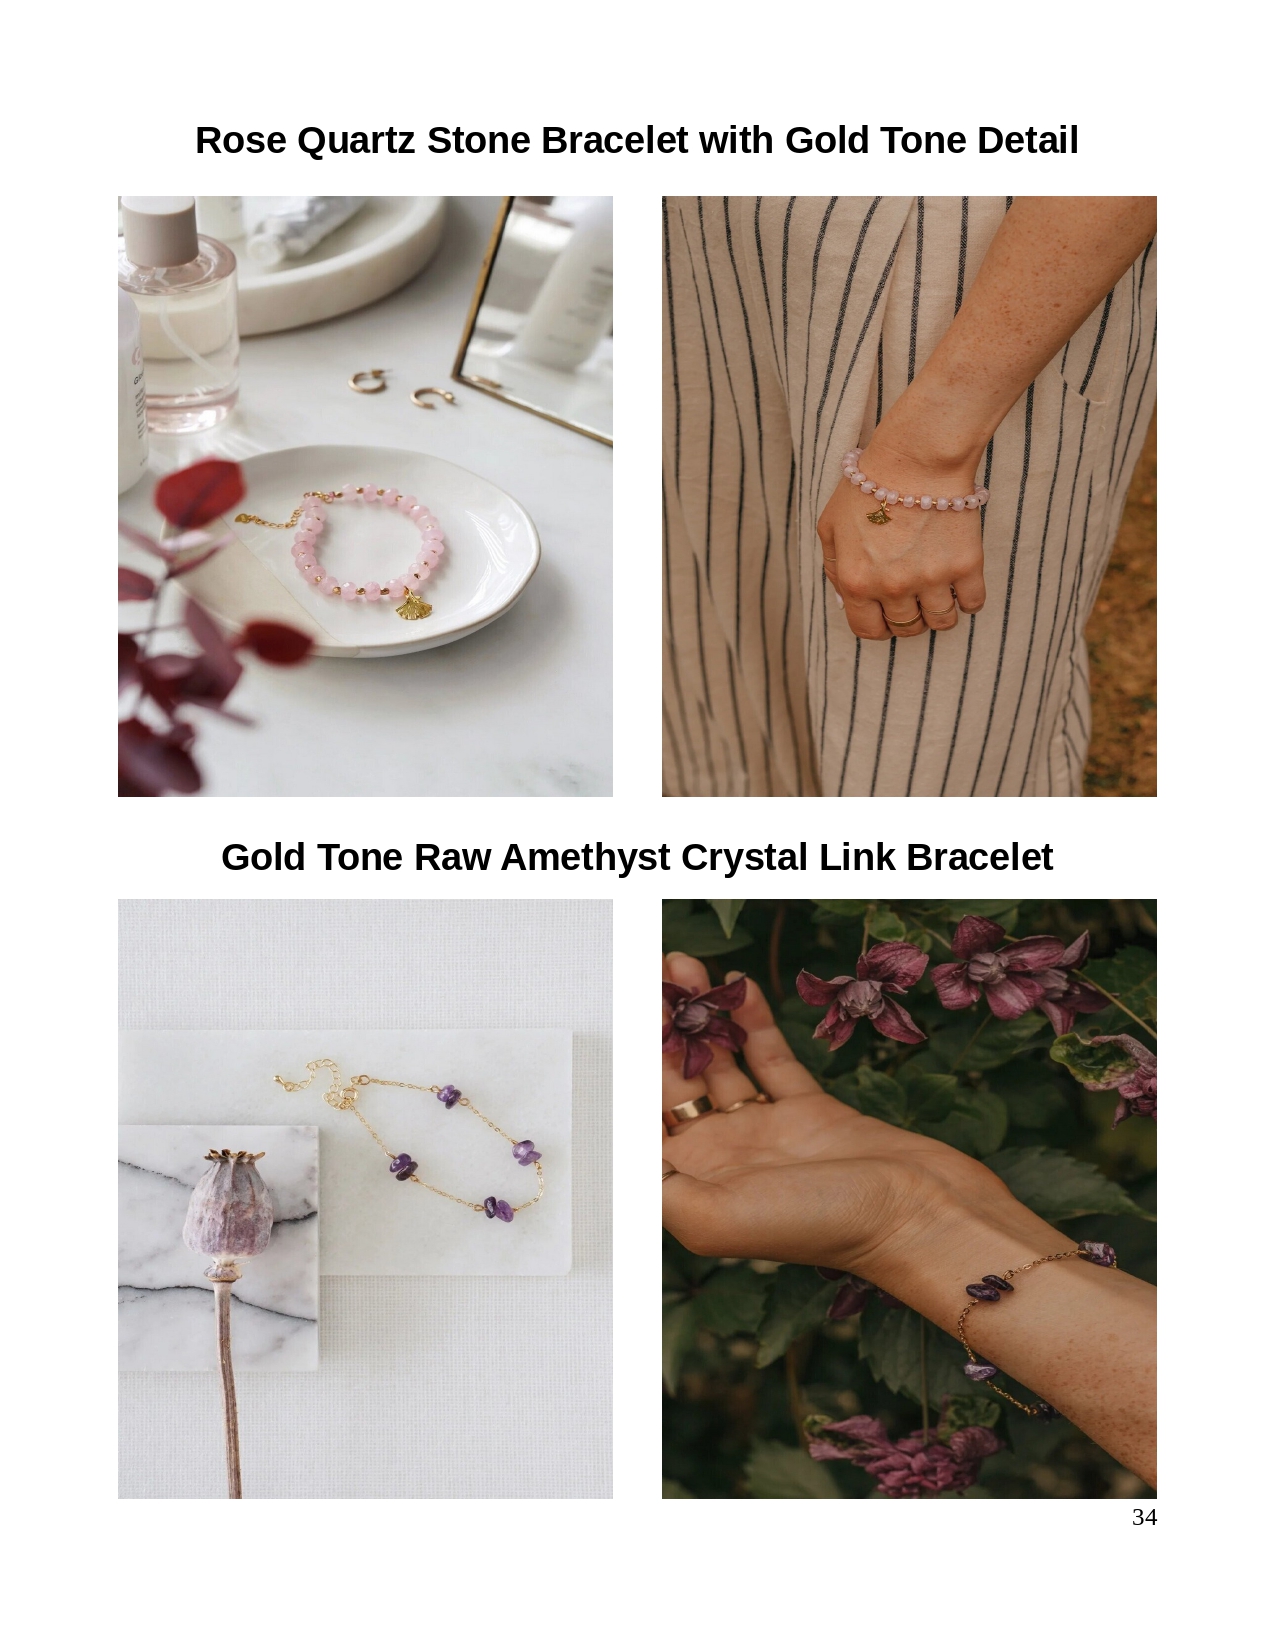 Rose Quartz Stone Bracelet with Gold Tone Detail
Gold Tone Raw Amethyst Crystal Link Bracelet
34